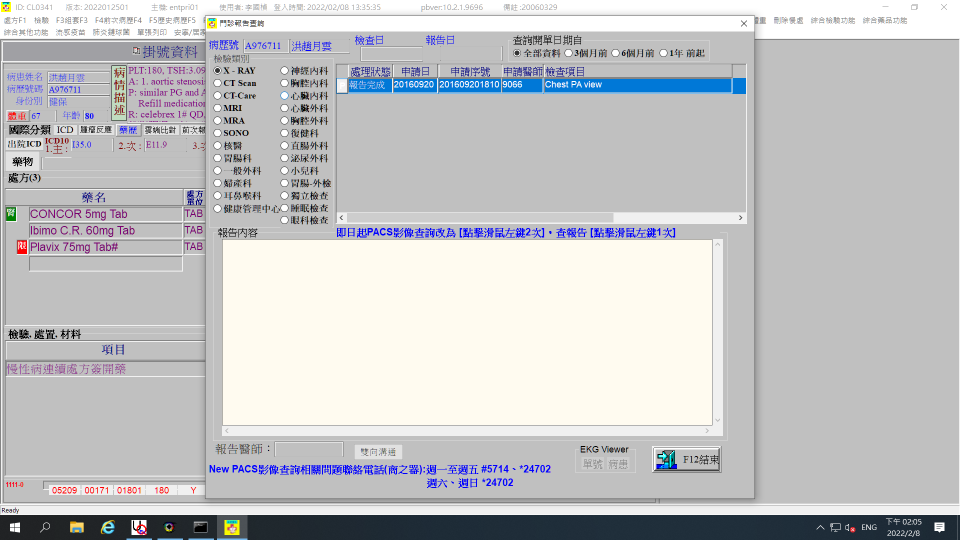 ID: CL0341 版本: 2022012501 主機: entpri01 使用者: 李國楨 登入時間: 2022/02/08 13:35:35 pbver:10.2.1.9696 備註 :20060329
處方F1 檢驗 F3組套F3 F4前次病歷F4 F5歷史病歷F5
刪除餐處 綜合檢驗功能 綜合藥品功能
綜合其他功能 流感疫苗 肺炎鏈球菌 單張列印
掛號資料
病患姓名 洪趙月雲
病歷號碼 A976711
身份別 健保
體重 67 年齡 80
病情描述
PLT:180, TSH:3.09
A: 1. aortic stenosis
P: similar PG and A
Refill medication
R: celebrex 1# QD.
國際分類 ICD 腫瘤反應 藥歷 雲端比對
出院ICD ICD10 1.主: I35.0 2.次: E11.9 3.
藥物
處方(3)
藥名 處方單位
腎 CONCOR 5mg Tab TAB
Ibimo C.R. 60mg Tab TAB
限 Plavix 75mg Tab# TAB
檢驗, 處置, 材料
項目
慢性病連續處方簽開藥
1111-0 05209 00171 01801 180 Y
Ready
門診報告查詢
病歷號 A976711 洪趙月雲 檢查日 報告日
查詢開單日期自
全部資料 3個月前 6個月前 1年 前起
檢驗類別
X - RAY 神經內科
CT Scan 胸腔內科
CT-Care 心臟內科
MRI 心臟外科
MRA 胸腔外科
SONO 復健科
核醫 直腸外科
胃腸科 泌尿外科
一般外科 小兒科
婦產科 胃腸-外檢
耳鼻喉科 獨立檢查
健康管理中心 睡眠檢查
眼科檢查
處理狀態 申請日 申請序號 申請醫師 檢查項目
報告完成 20160920 201609201810 9066 Chest PA view
報告內容 即日起PACS影像查詢改為 [點擊滑鼠左鍵2次]，查報告 [點擊滑鼠左鍵1次]
報告醫師： 雙向溝通
EKG Viewer
單號 病患
F12結束
New PACS影像查詢相關問題聯絡電話(商之器):週一至週五 #5714、*24702
週六、週日 *24702
ENG 下午 02:05
2022/2/8